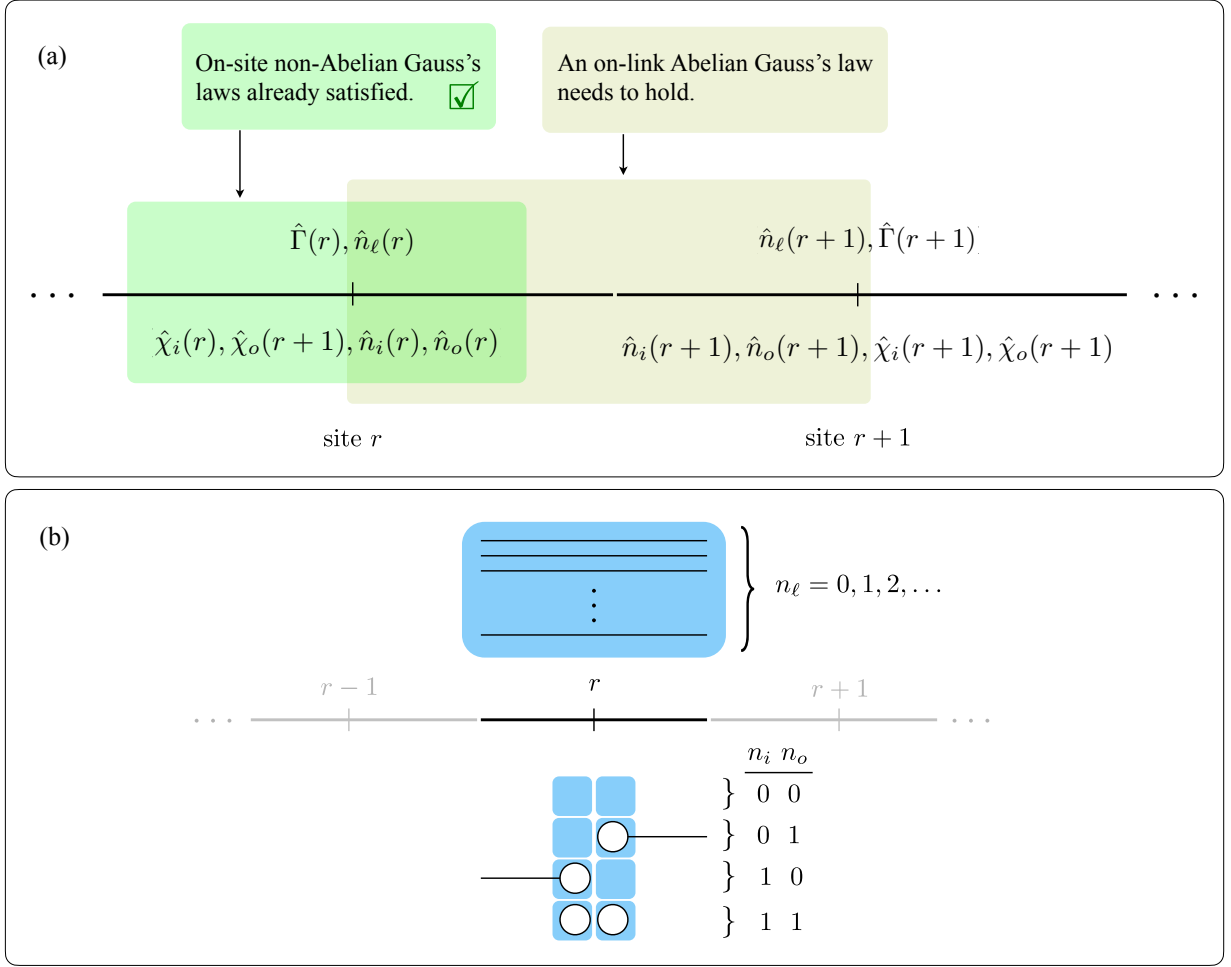 (a)
On-site non-Abelian Gauss's
laws already satisfied. ☑
An on-link Abelian Gauss's law
needs to hold.
Γ̂(r), n̂_ℓ(r)
n̂_ℓ(r + 1), Γ̂(r + 1)
· · ·
· · ·
χ̂_i(r), χ̂_o(r + 1), n̂_i(r), n̂_o(r)
n̂_i(r + 1), n̂_o(r + 1), χ̂_i(r + 1), χ̂_o(r + 1)
site r
site r + 1
(b)
n_ℓ = 0, 1, 2, . . .
r − 1
r
r + 1
· · ·
· · ·
n_i n_o
} 0 0
} 0 1
} 1 0
} 1 1